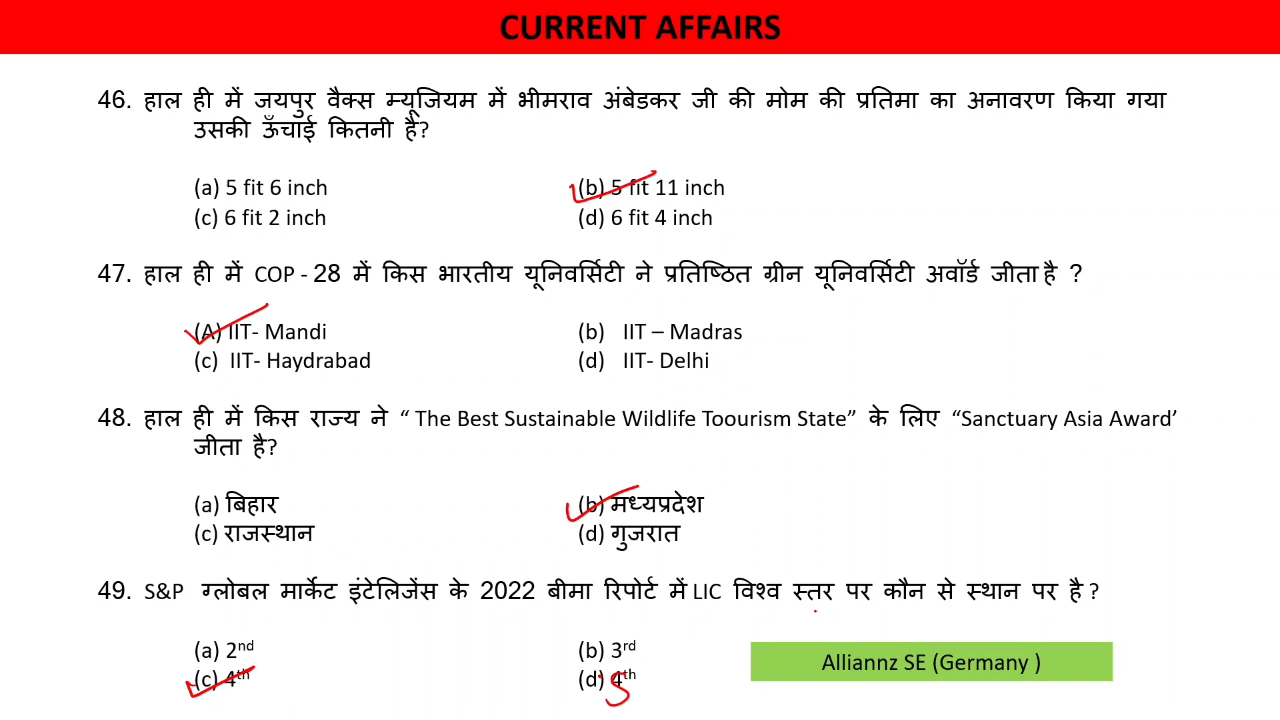 CURRENT AFFAIRS
46. हाल ही में जयपुर वैक्स म्यूजियम में भीमराव अंबेडकर जी की मोम की प्रतिमा का अनावरण किया गया
उसकी ऊँचाई कितनी है?
(a) 5 fit 6 inch (b) 5 fit 11 inch
(c) 6 fit 2 inch (d) 6 fit 4 inch
47. हाल ही में COP - 28 में किस भारतीय यूनिवर्सिटी ने प्रतिष्ठित ग्रीन यूनिवर्सिटी अवॉर्ड जीता है ?
(A) IIT- Mandi (b) IIT – Madras
(c) IIT- Haydrabad (d) IIT- Delhi
48. हाल ही में किस राज्य ने “ The Best Sustainable Wildlife Toourism State” के लिए “Sanctuary Asia Award’
जीता है?
(a) बिहार (b) मध्यप्रदेश
(c) राजस्थान (d) गुजरात
49. S&P ग्लोबल मार्केट इंटेलिजेंस के 2022 बीमा रिपोर्ट में LIC विश्व स्तर पर कौन से स्थान पर है ?
(a) 2nd (b) 3rd
(c) 4th (d) 4th 5
Alliannz SE (Germany )